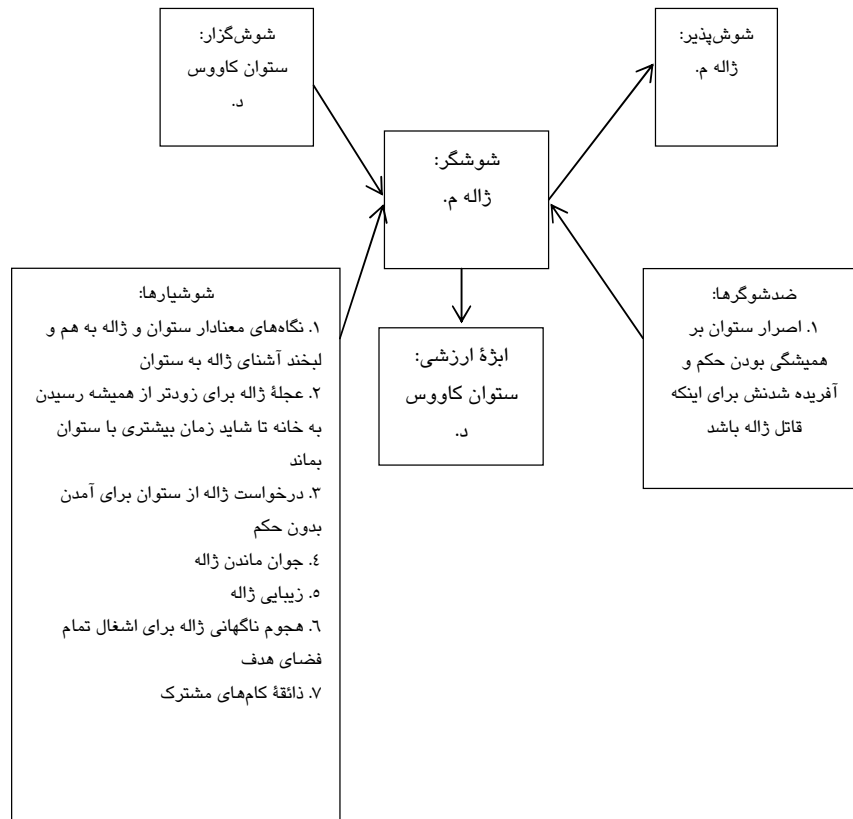 شوش‌گزار:
ستوان کاووس
د.
شوش‌پذیر:
ژاله م.
شوشگر:
ژاله م.
شوشیارها:
۱. نگاه‌های معنادار ستوان و ژاله به هم و
لبخند آشنای ژاله به ستوان
۲. عجلۀ ژاله برای زودتر از همیشه رسیدن
به خانه تا شاید زمان بیشتری با ستوان
بماند
۳. درخواست ژاله از ستوان برای آمدن
بدون حکم
٤. جوان ماندن ژاله
٥. زیبایی ژاله
٦. هجوم ناگهانی ژاله برای اشغال تمام
فضای هدف
۷. ذائقۀ کام‌های مشترک
ابژۀ ارزشی:
ستوان کاووس
د.
ضدشوگرها:
۱. اصرار ستوان بر
همیشگی بودن حکم و
آفریده شدنش برای اینکه
قاتل ژاله باشد